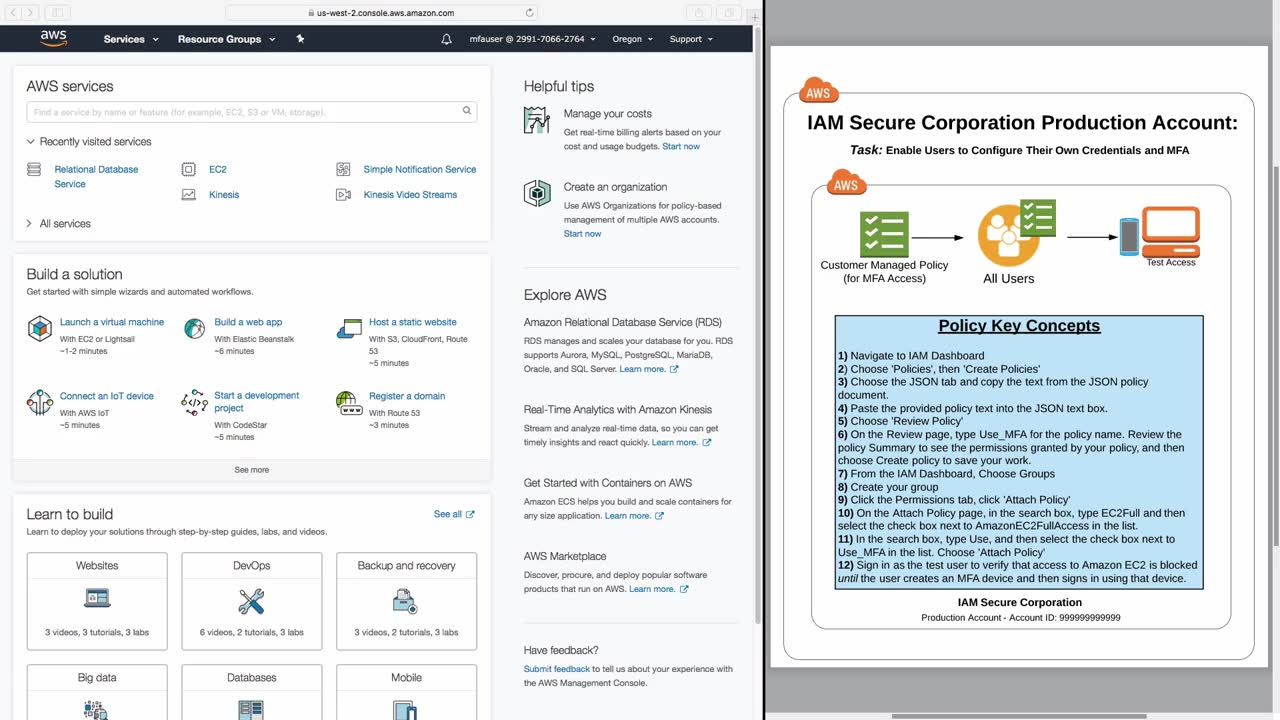 us-west-2.console.aws.amazon.com
aws
Services
Resource Groups
mfauser @ 2991-7066-2764
Oregon
Support
AWS services
Find a service by name or feature (for example, EC2, S3 or VM, storage).
Recently visited services
Relational Database
Service
EC2
Simple Notification Service
Kinesis
Kinesis Video Streams
All services
Build a solution
Get started with simple wizards and automated workflows.
Launch a virtual machine
With EC2 or Lightsail
~1-2 minutes
Build a web app
With Elastic Beanstalk
~6 minutes
Host a static website
With S3, CloudFront, Route
53
~5 minutes
Connect an IoT device
With AWS IoT
~5 minutes
Start a development
project
With CodeStar
~5 minutes
Register a domain
With Route 53
~3 minutes
See more
Learn to build
See all
Learn to deploy your solutions through step-by-step guides, labs, and videos.
Websites
3 videos, 3 tutorials, 3 labs
DevOps
6 videos, 2 tutorials, 3 labs
Backup and recovery
3 videos, 2 tutorials, 3 labs
Big data
Databases
Mobile
Helpful tips
Manage your costs
Get real-time billing alerts based on your
cost and usage budgets. Start now
Create an organization
Use AWS Organizations for policy-based
management of multiple AWS accounts.
Start now
Explore AWS
Amazon Relational Database Service (RDS)
RDS manages and scales your database for you. RDS
supports Aurora, MySQL, PostgreSQL, MariaDB,
Oracle, and SQL Server. Learn more.
Real-Time Analytics with Amazon Kinesis
Stream and analyze real-time data, so you can get
timely insights and react quickly. Learn more.
Get Started with Containers on AWS
Amazon ECS helps you build and scale containers for
any size application. Learn more.
AWS Marketplace
Discover, procure, and deploy popular software
products that run on AWS. Learn more.
Have feedback?
Submit feedback to tell us about your experience with
the AWS Management Console.
AWS
IAM Secure Corporation Production Account:
Task: Enable Users to Configure Their Own Credentials and MFA
AWS
Customer Managed Policy
(for MFA Access)
All Users
Test Access
Policy Key Concepts
1) Navigate to IAM Dashboard
2) Choose 'Policies', then 'Create Policies'
3) Choose the JSON tab and copy the text from the JSON policy
document.
4) Paste the provided policy text into the JSON text box.
5) Choose 'Review Policy'
6) On the Review page, type Use_MFA for the policy name. Review the
policy Summary to see the permissions granted by your policy, and then
choose Create policy to save your work.
7) From the IAM Dashboard, Choose Groups
8) Create your group
9) Click the Permissions tab, click 'Attach Policy'
10) On the Attach Policy page, in the search box, type EC2Full and then
select the check box next to AmazonEC2FullAccess in the list.
11) In the search box, type Use, and then select the check box next to
Use_MFA in the list. Choose 'Attach Policy'
12) Sign in as the test user to verify that access to Amazon EC2 is blocked
until the user creates an MFA device and then signs in using that device.
IAM Secure Corporation
Production Account - Account ID: 999999999999